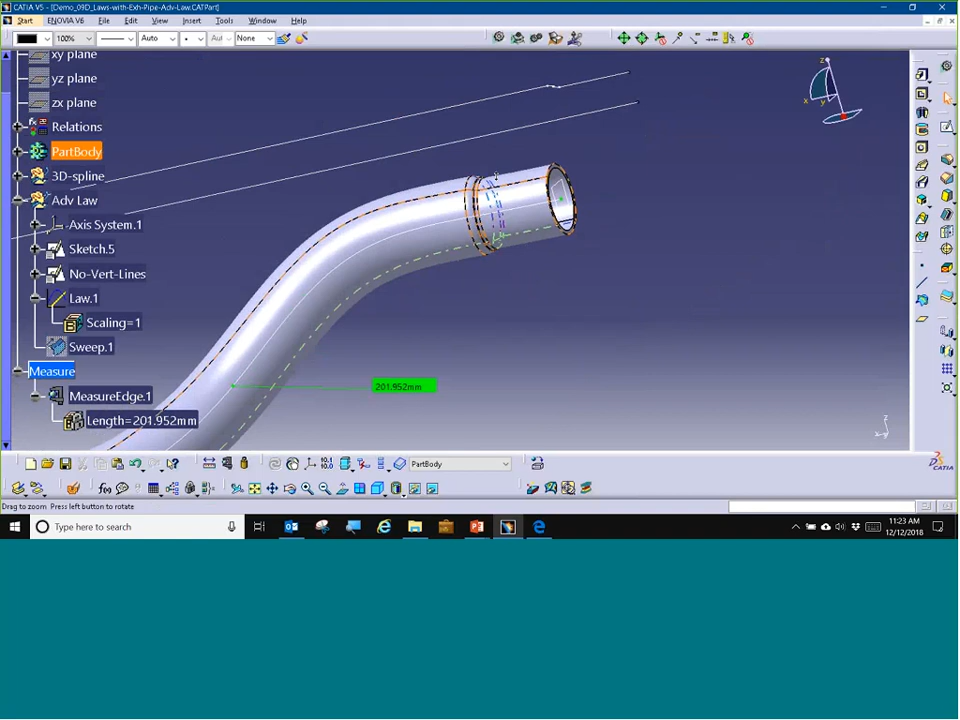 CATIA V5 - [Demo_09D_Laws-with-Exh-Pipe-Adv-Law.CATPart]
Start ENOVIA V6 File Edit View Insert Tools Window Help
100% Auto Aut None
xy plane
yz plane
zx plane
Relations
PartBody
3D-spline
Adv Law
Axis System.1
Sketch.5
No-Vert-Lines
Law.1
Scaling=1
Sweep.1
Measure
MeasureEdge.1
Length=201.952mm
201.952mm
z
x
y
z
x
PartBody
CATIA
Drag to zoom Press left button to rotate
Type here to search
11:23 AM
12/12/2018